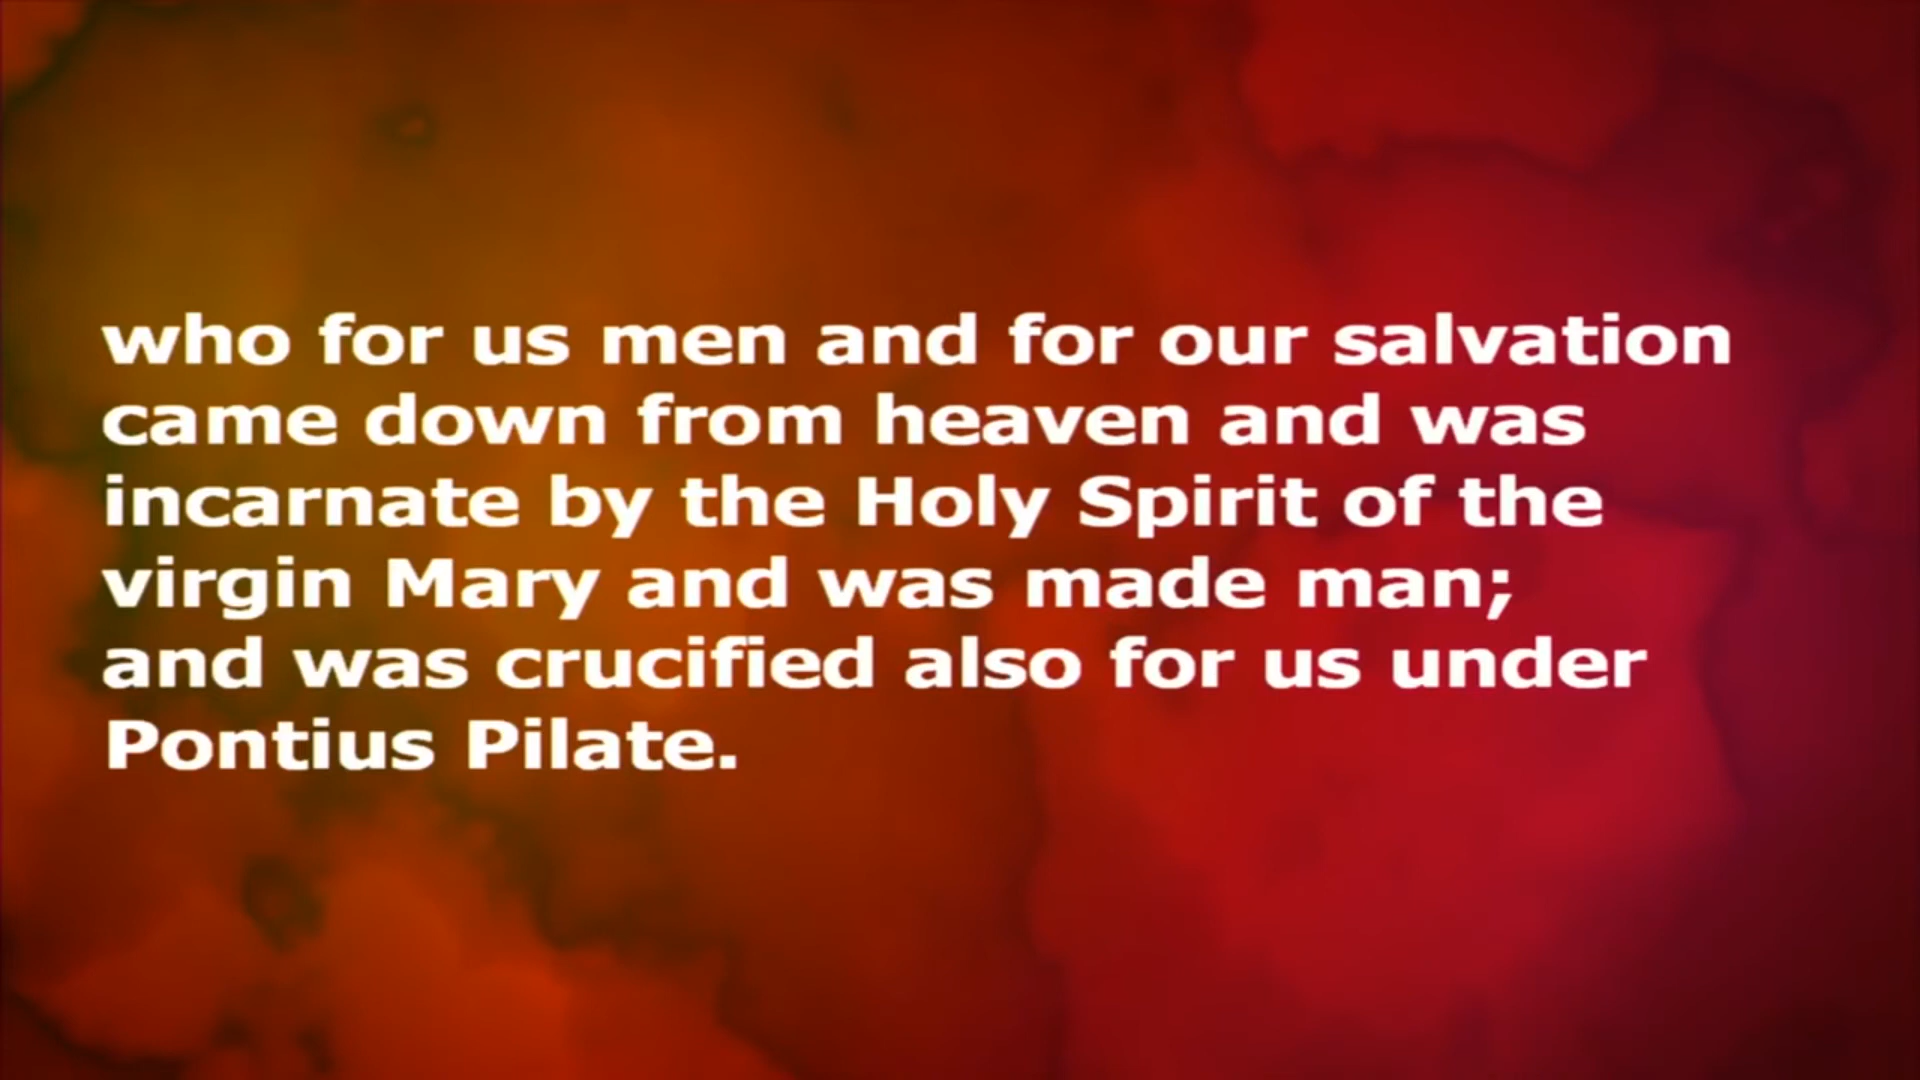 who for us men and for our salvation
came down from heaven and was
incarnate by the Holy Spirit of the
virgin Mary and was made man;
and was crucified also for us under
Pontius Pilate.